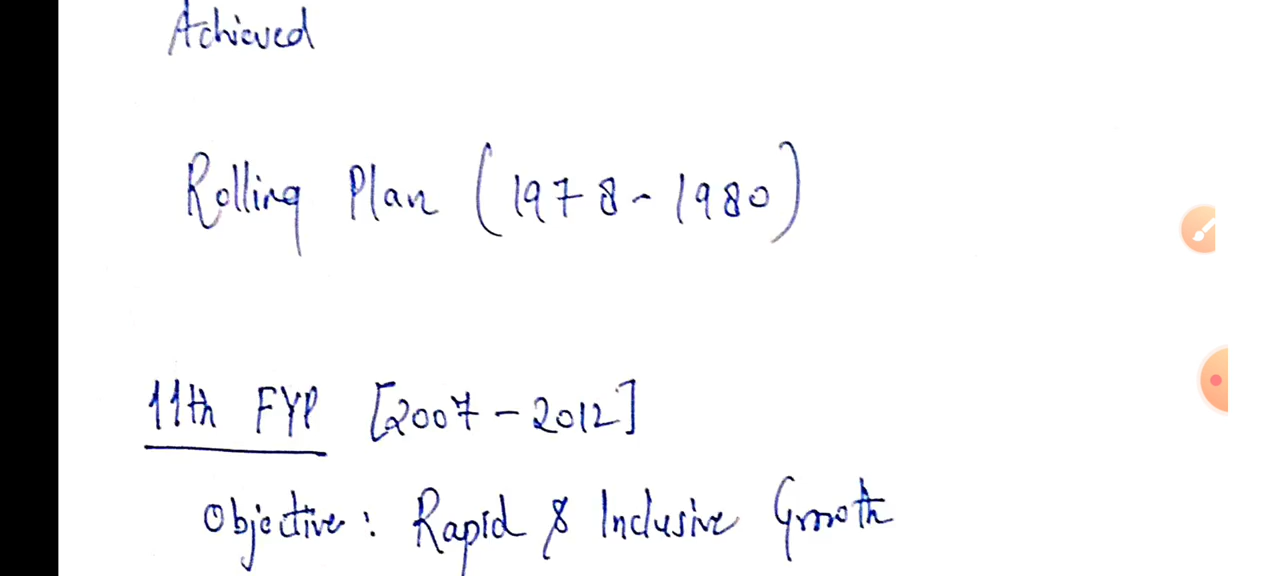 Achieved
Rolling Plan (1978-1980)
11th FYP [2007-2012]
Objective: Rapid & Inclusive Growth